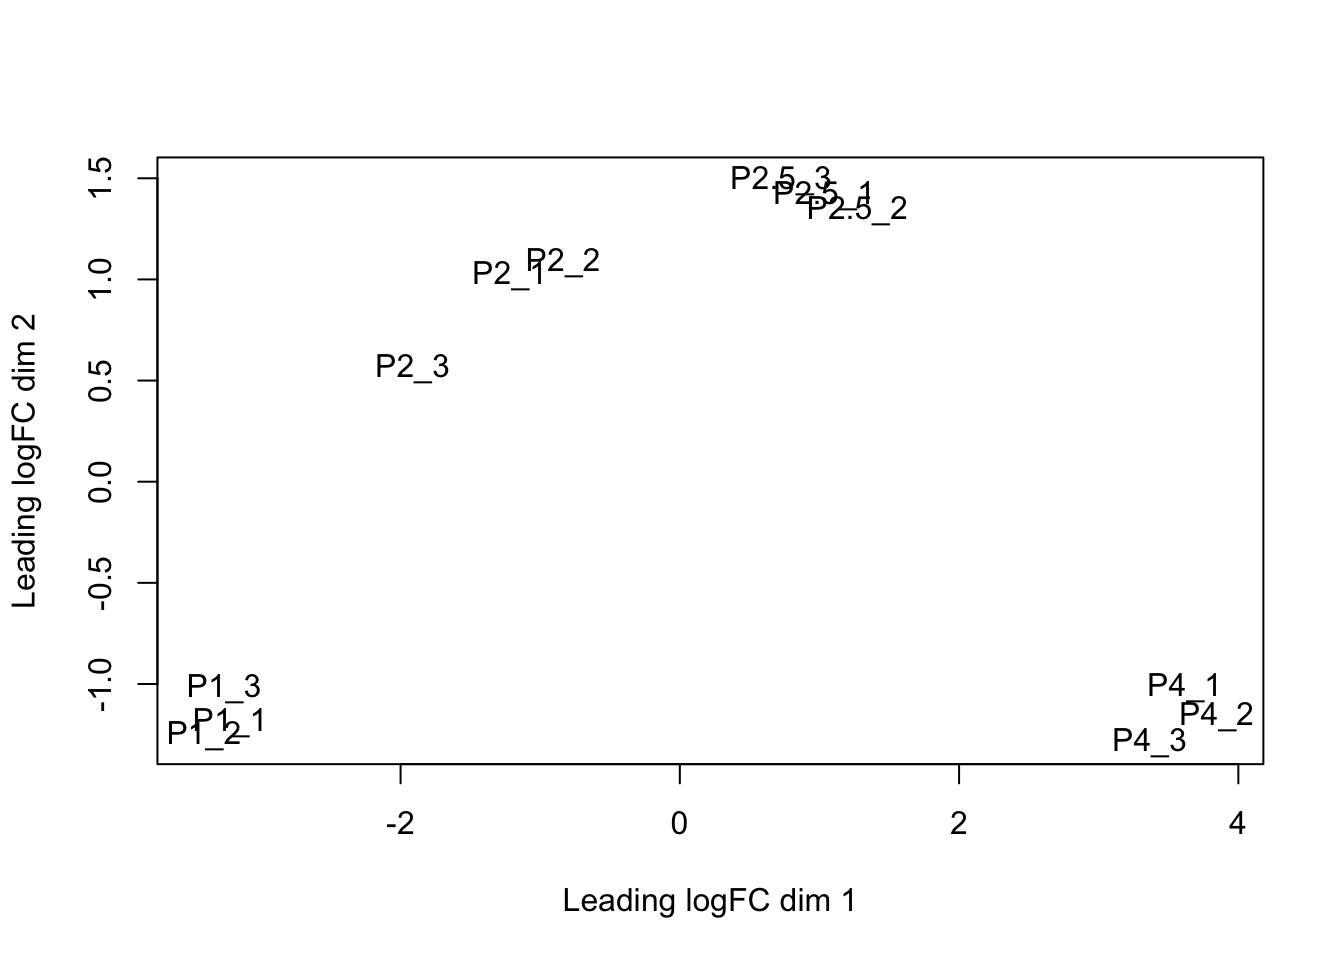 1.5
1.0
0.5
0.0
-0.5
-1.0
Leading logFC dim 2
P2.5_3
P2.5_1
P2.5_2
P2_2
P2_1
P2_3
P1_3
P1_1
P1_2
P4_1
P4_2
P4_3
-2
0
2
4
Leading logFC dim 1